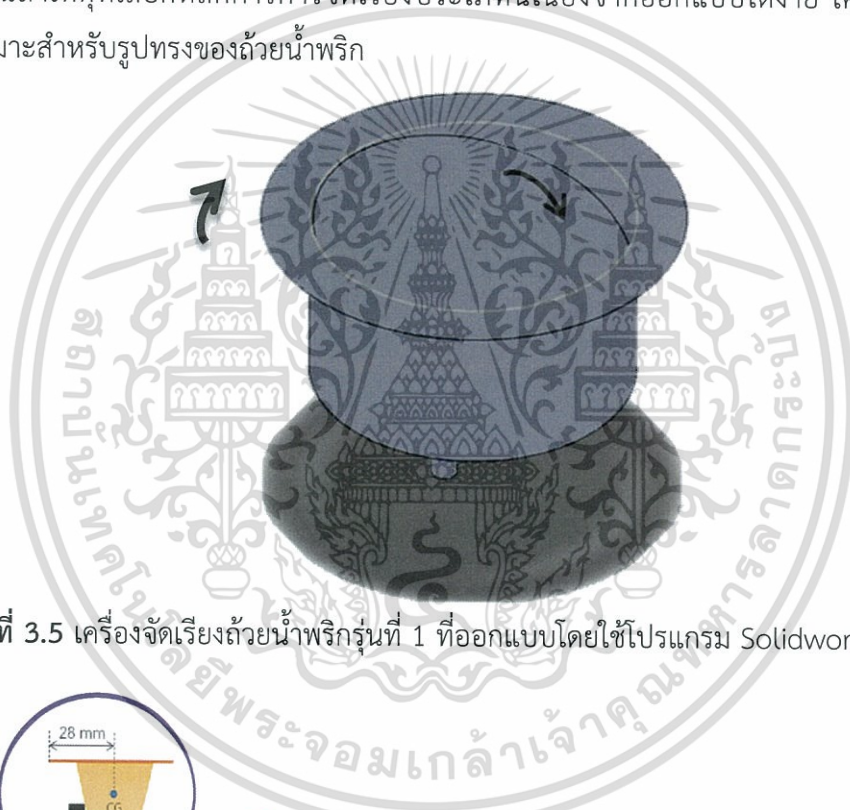 มาะสำหรับรูปทรงของถ้วยน้ำพริก
ที่ 3.5 เครื่องจัดเรียงถ้วยน้ำพริกรุ่นที่ 1 ที่ออกแบบโดยใช้โปรแกรม Solidwor
28 mm
CG
สถาบันเทคโนโลยีพระจอมเกล้าเจ้าคุณทหารลาดกระบัง